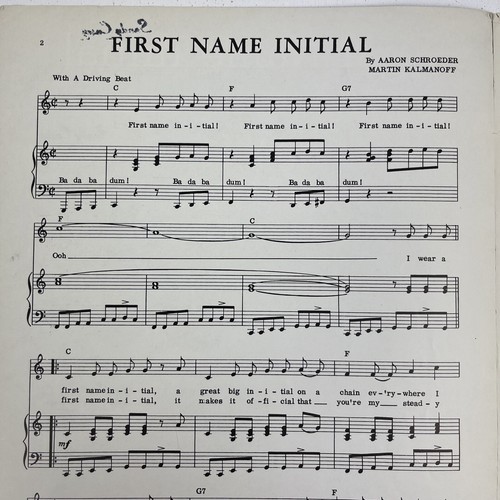 2
FIRST NAME INITIAL
By AARON SCHROEDER
MARTIN KALMANOFF
With A Driving Beat
C F G7
First name in - i - tial! First name in - i - tial! First name in - i - tial!
Ba da ba dum! Ba da ba dum! Ba da ba dum!
F C
Ooh I wear a
C F
first name in - i - tial, a great big in - i - tial on a chain ev - 'ry - where I
first name in - i - tial, it makes it of - fi - cial that you're my stead - y
mf
G7 F